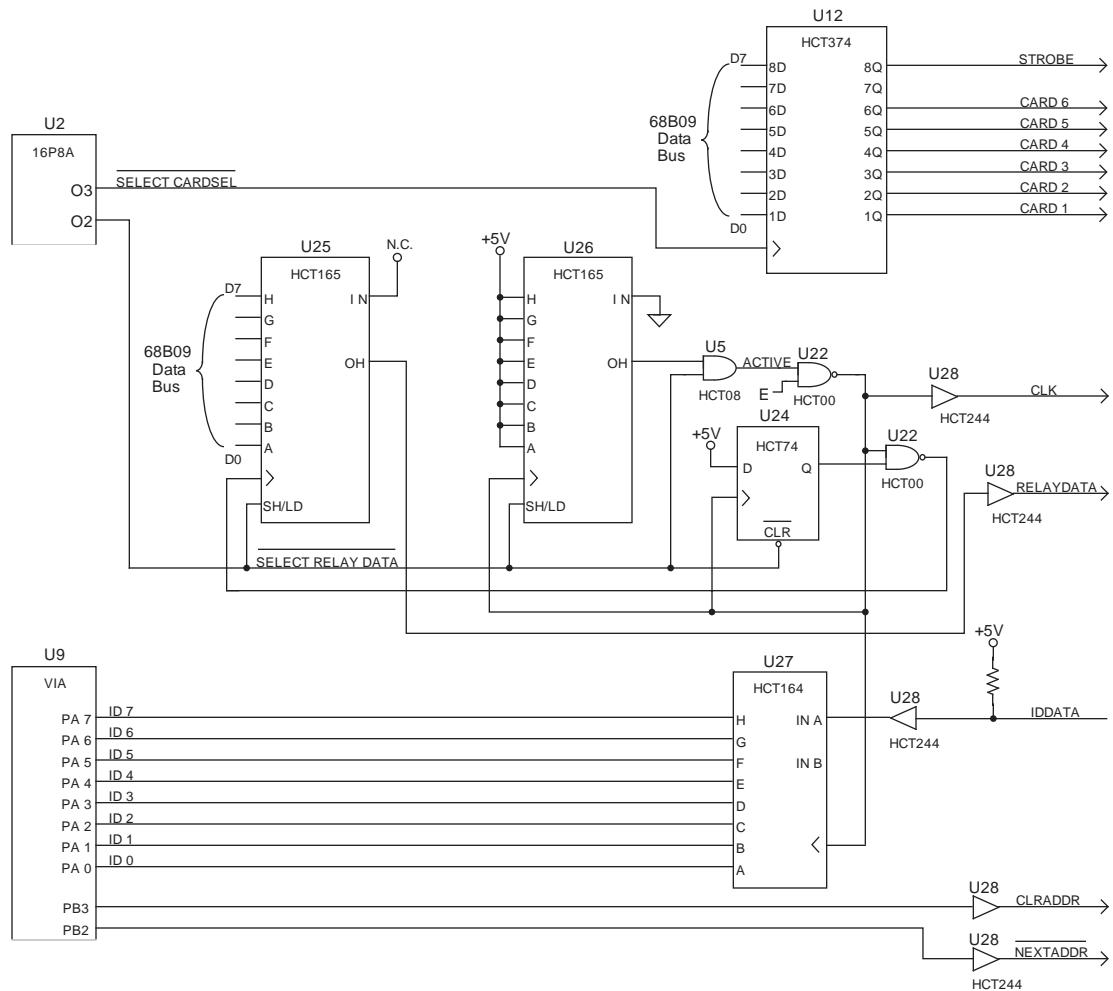 U12
HCT374
D7
8D
8Q
STROBE
7D
7Q
6D
6Q
CARD 6
5D
5Q
CARD 5
4D
4Q
CARD 4
3D
3Q
CARD 3
2D
2Q
CARD 2
1D
1Q
CARD 1
D0
68B09
Data
Bus
U2
16P8A
O3
SELECT CARDSEL
O2
U25
HCT165
N.C.
D7
H
I N
G
F
E
OH
D
C
B
A
D0
SH/LD
68B09
Data
Bus
+5V
U26
HCT165
H
I N
G
F
E
OH
D
C
B
A
SH/LD
U5
ACTIVE
HCT08
U22
E
HCT00
U28
CLK
HCT244
U24
+5V
HCT74
D
Q
CLR
U22
HCT00
U28
RELAYDATA
HCT244
SELECT RELAY DATA
U9
VIA
PA 7
ID 7
PA 6
ID 6
PA 5
ID 5
PA 4
ID 4
PA 3
ID 3
PA 2
ID 2
PA 1
ID 1
PA 0
ID 0
PB3
PB2
U27
HCT164
H
IN A
G
F
IN B
E
D
C
B
A
+5V
U28
IDDATA
HCT244
U28
CLRADDR
U28
NEXTADDR
HCT244